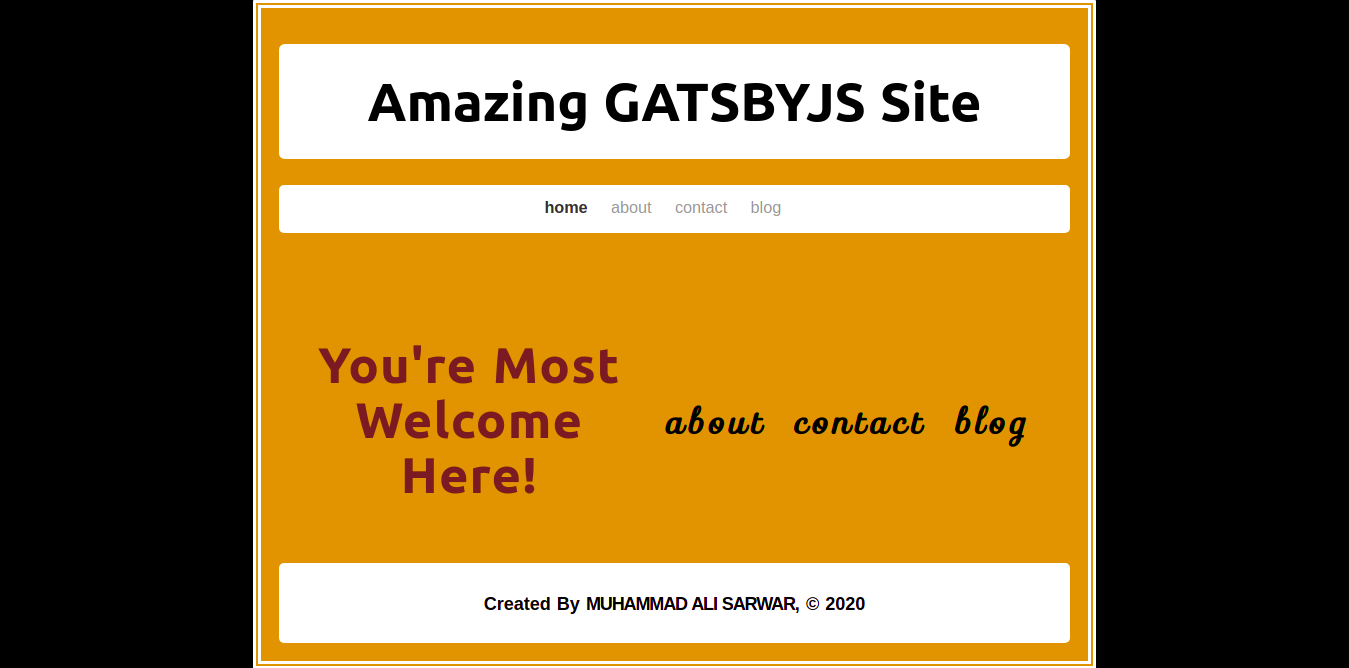 Amazing GATSBYJS Site
home about contact blog
You're Most
Welcome
Here!
about contact blog
Created By MUHAMMAD ALI SARWAR, © 2020